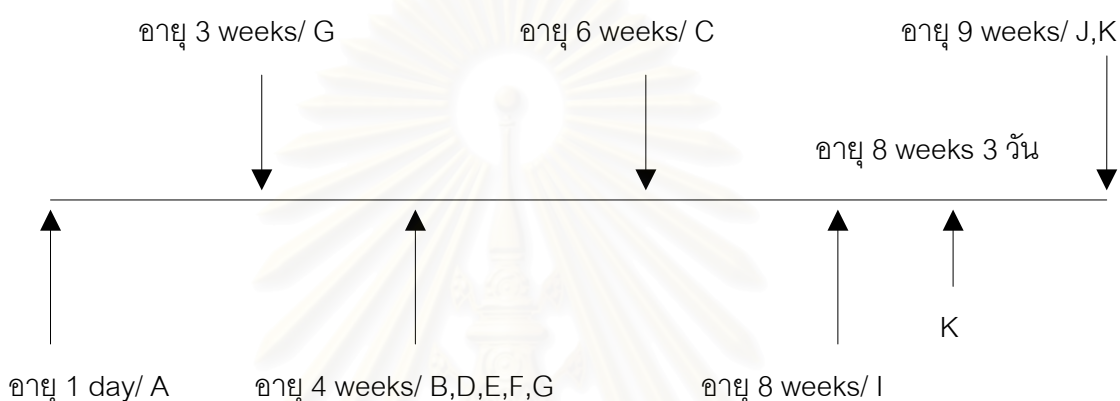 อายุ 3 weeks/ G อายุ 6 weeks/ C อายุ 9 weeks/ J,K
อายุ 8 weeks 3 วัน
K
อายุ 1 day/ A อายุ 4 weeks/ B,D,E,F,G อายุ 8 weeks/ I